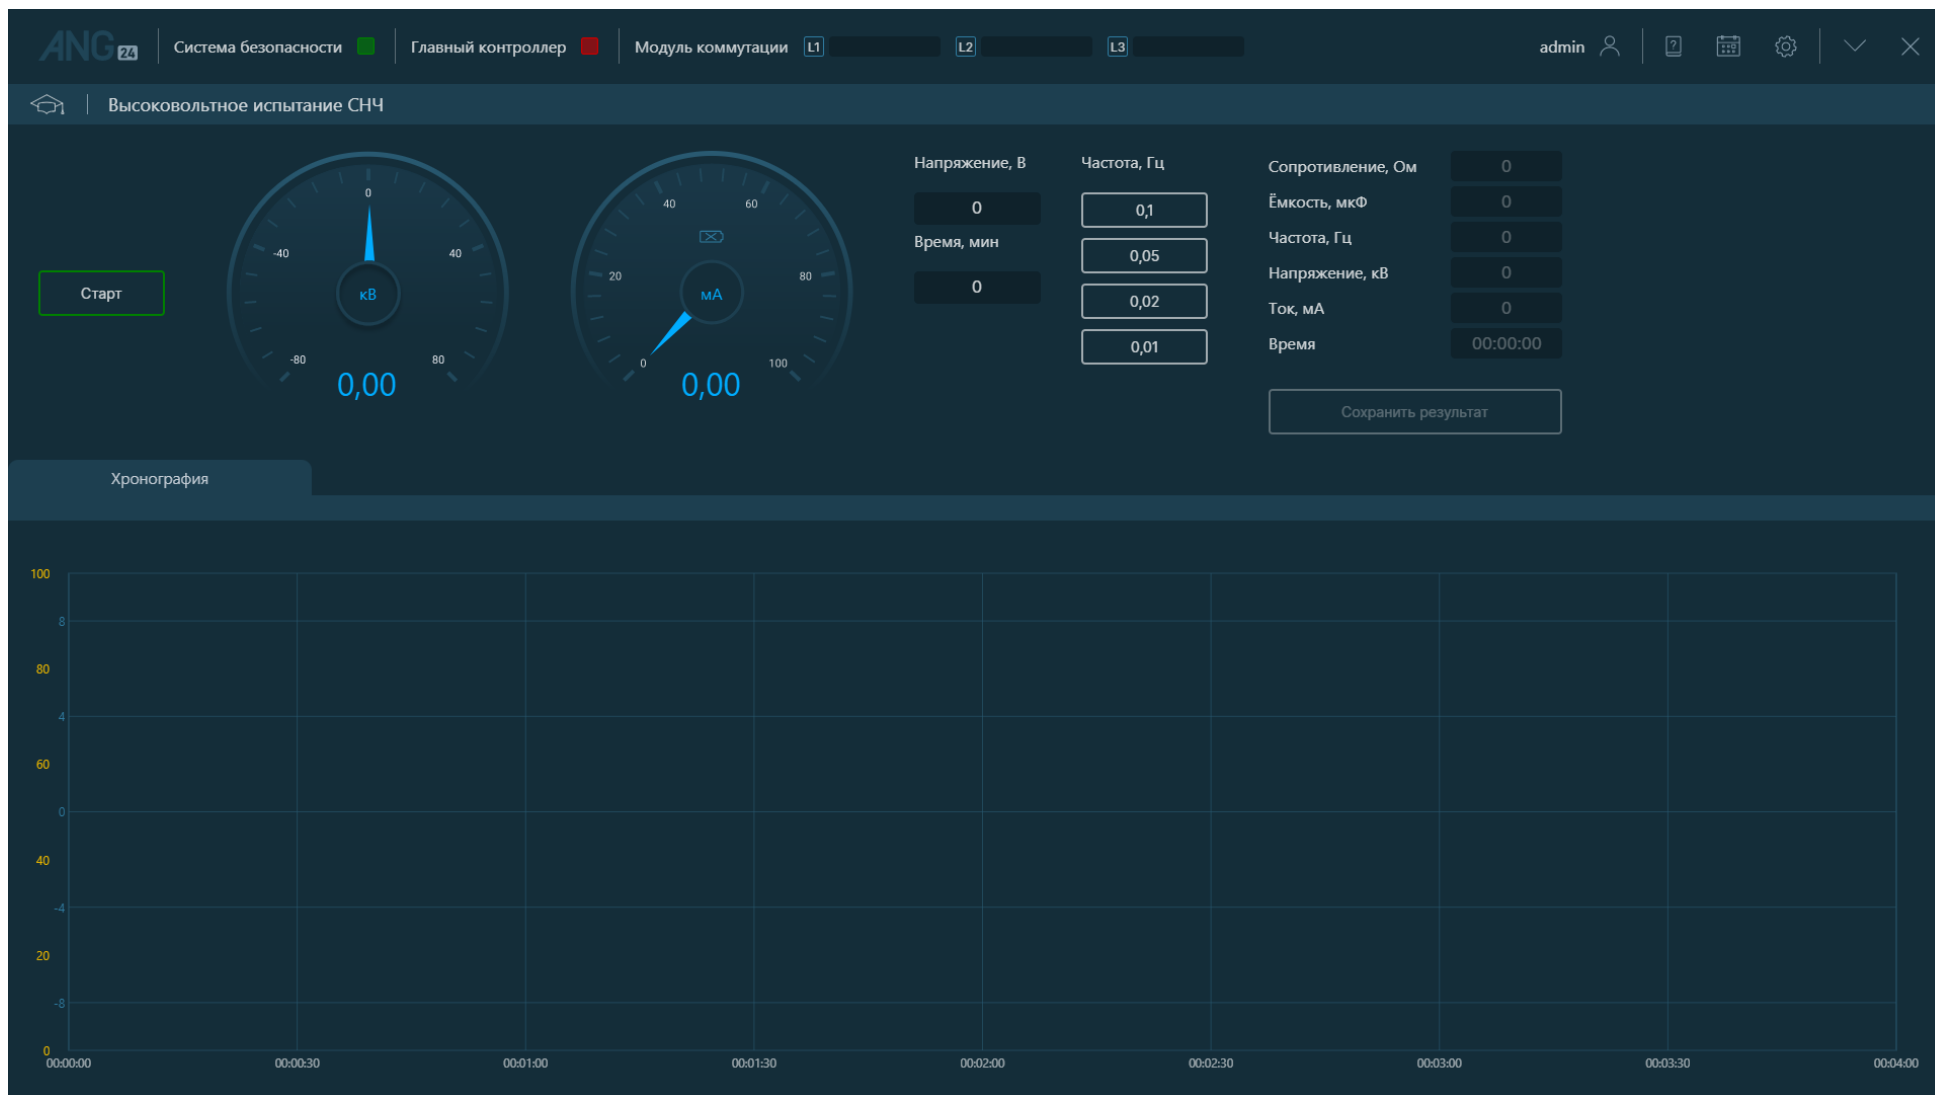 ANG 24
Система безопасности
Главный контроллер
Модуль коммутации L1 L2 L3
admin
?
Высоковольтное испытание СНЧ
Старт
-80
-40
0
40
80
кВ
0,00
0
20
40
60
80
100
мА
0,00
Напряжение, В
0
Время, мин
0
Частота, Гц
0,1
0,05
0,02
0,01
Сопротивление, Ом 0
Ёмкость, мкФ 0
Частота, Гц 0
Напряжение, кВ 0
Ток, мА 0
Время 00:00:00
Сохранить результат
Хронография
100
8
80
4
60
0
40
-4
20
-8
0
00:00:00 00:00:30 00:01:00 00:01:30 00:02:00 00:02:30 00:03:00 00:03:30 00:04:00